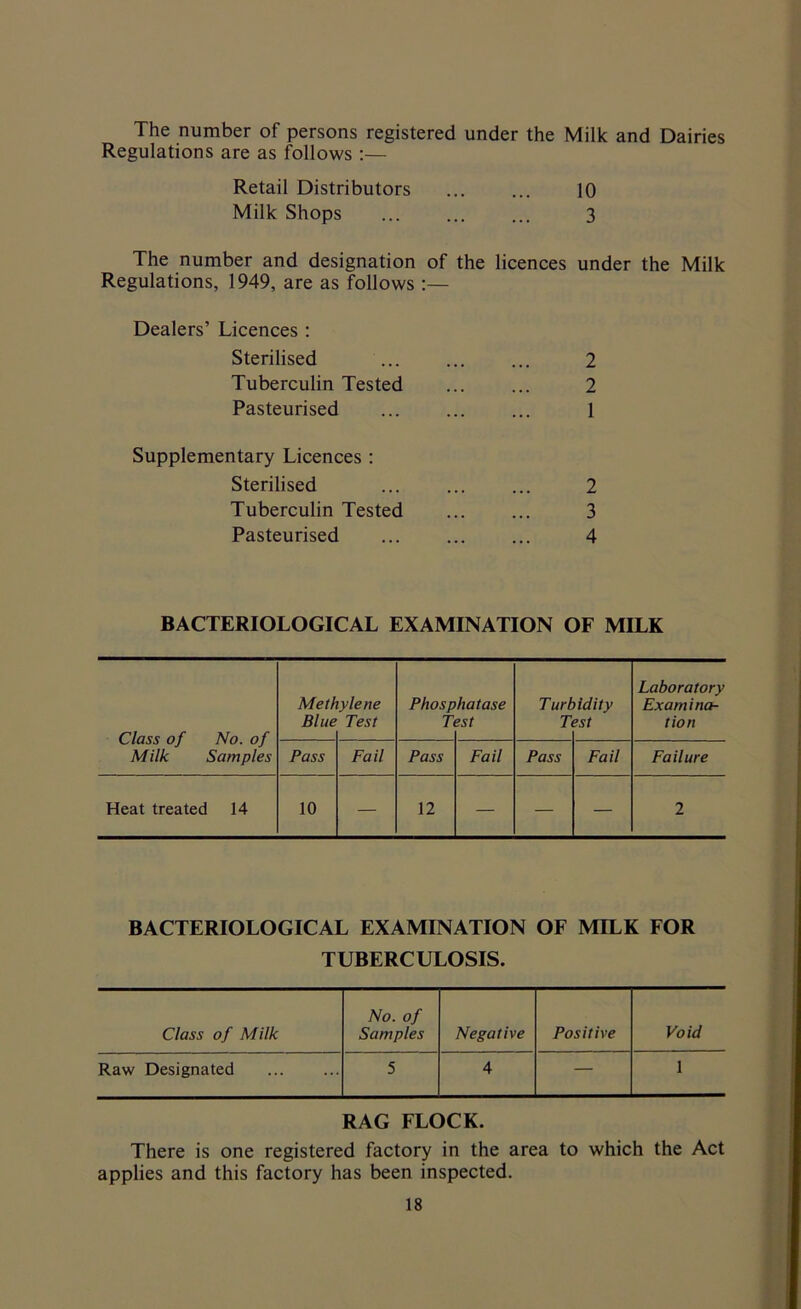 The number of persons registered under the Milk and Dairies
Regulations are as follows :—
Retail Distributors ... ... 10
Milk Shops ... ... ... 3
The number and designation of the licences under the Milk
Regulations, 1949, are as follows :—
Dealers’ Licences :
Sterilised ... ... ... 2
Tuberculin Tested ... ... 2
Pasteurised ... ... ... 1
Supplementary Licences :
Sterilised ... ... ... 2
Tuberculin Tested ... ... 3
Pasteurised ... ... ... 4
BACTERIOLOGICAL EXAMINATION OF MILK
Class of Milk No. of Samples Methylene Blue Test Phosphatase Test Turbidity Test Laboratory Examina-tion
Pass Fail Pass Fail Pass Fail Failure
Heat treated 14 10 — 12 — — — 2
BACTERIOLOGICAL EXAMINATION OF MILK FOR
TUBERCULOSIS.
Class of Milk No. of Samples Negative Positive Void
Raw Designated ... ... 5 4 — 1
RAG FLOCK.
There is one registered factory in the area to which the Act
applies and this factory has been inspected.
18